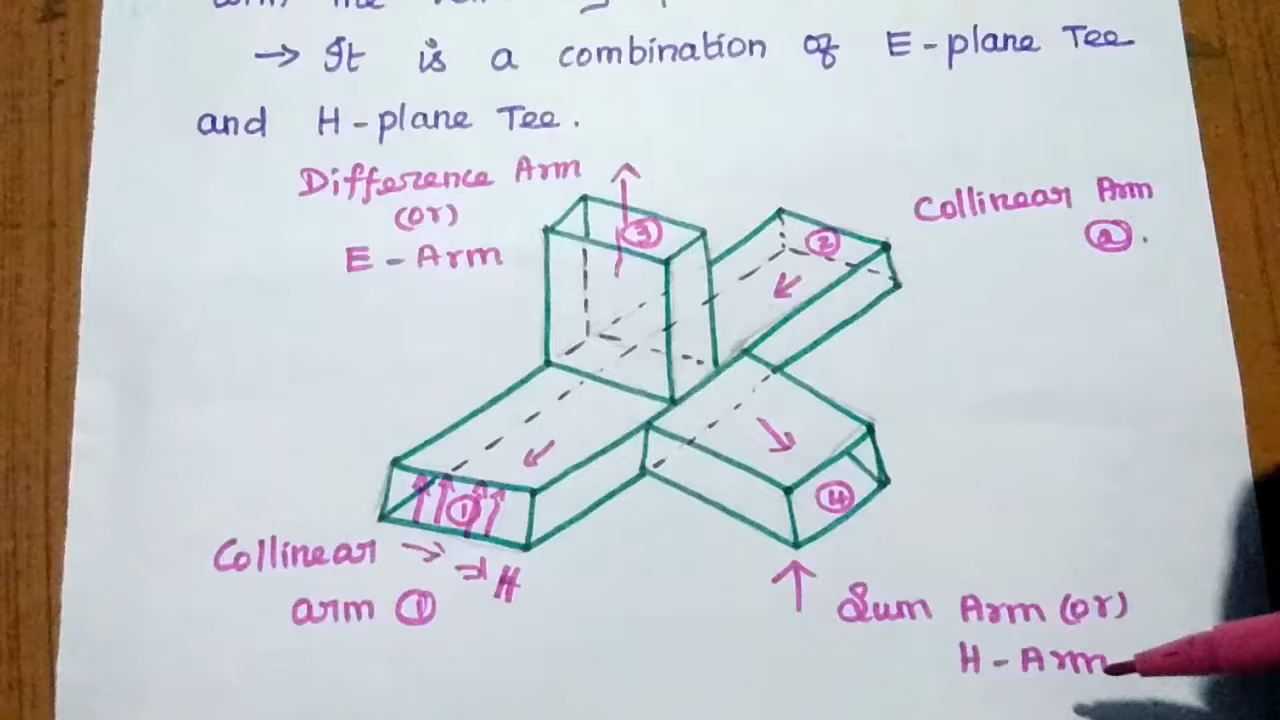 → It is a combination of E-plane Tee
and H-plane Tee.
Difference Arm
(or)
E-Arm
Collinear Arm
②.
③
②
①
④
Collinear →
arm ①
H
↑ Sum Arm (or)
H-Arm